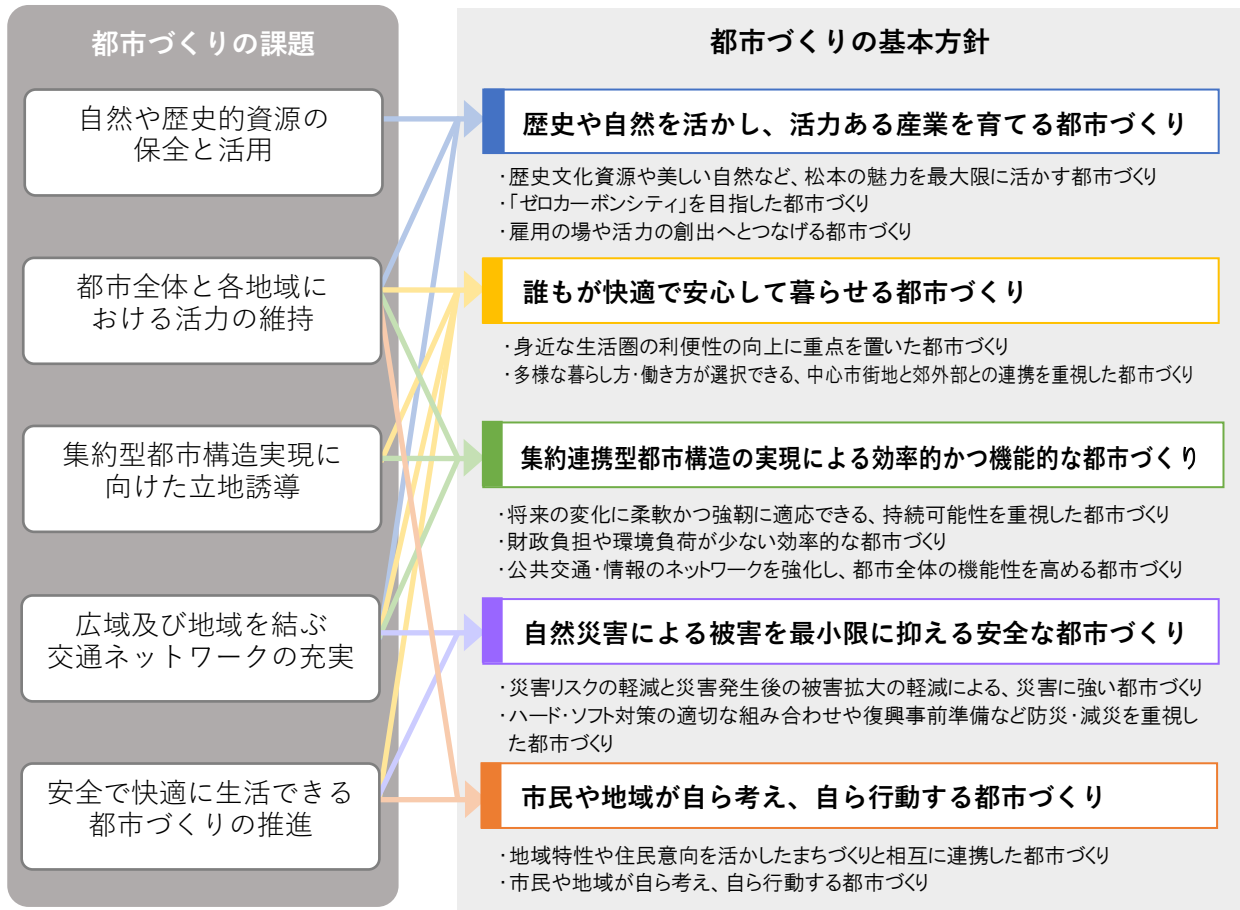 都市づくりの課題
自然や歴史的資源の
保全と活用
都市全体と各地域に
おける活力の維持
集約型都市構造実現に
向けた立地誘導
広域及び地域を結ぶ
交通ネットワークの充実
安全で快適に生活できる
都市づくりの推進
都市づくりの基本方針
歴史や自然を活かし、活力ある産業を育てる都市づくり
・歴史文化資源や美しい自然など、松本の魅力を最大限に活かす都市づくり
・「ゼロカーボンシティ」を目指した都市づくり
・雇用の場や活力の創出へとつなげる都市づくり
誰もが快適で安心して暮らせる都市づくり
・身近な生活圏の利便性の向上に重点を置いた都市づくり
・多様な暮らし方・働き方が選択できる、中心市街地と郊外部との連携を重視した都市づくり
集約連携型都市構造の実現による効率的かつ機能的な都市づくり
・将来の変化に柔軟かつ強靭に適応できる、持続可能性を重視した都市づくり
・財政負担や環境負荷が少ない効率的な都市づくり
・公共交通・情報のネットワークを強化し、都市全体の機能性を高める都市づくり
自然災害による被害を最小限に抑える安全な都市づくり
・災害リスクの軽減と災害発生後の被害拡大の軽減による、災害に強い都市づくり
・ハード・ソフト対策の適切な組み合わせや復興事前準備など防災・減災を重視し
た都市づくり
市民や地域が自ら考え、自ら行動する都市づくり
・地域特性や住民意向を活かしたまちづくりと相互に連携した都市づくり
・市民や地域が自ら考え、自ら行動する都市づくり